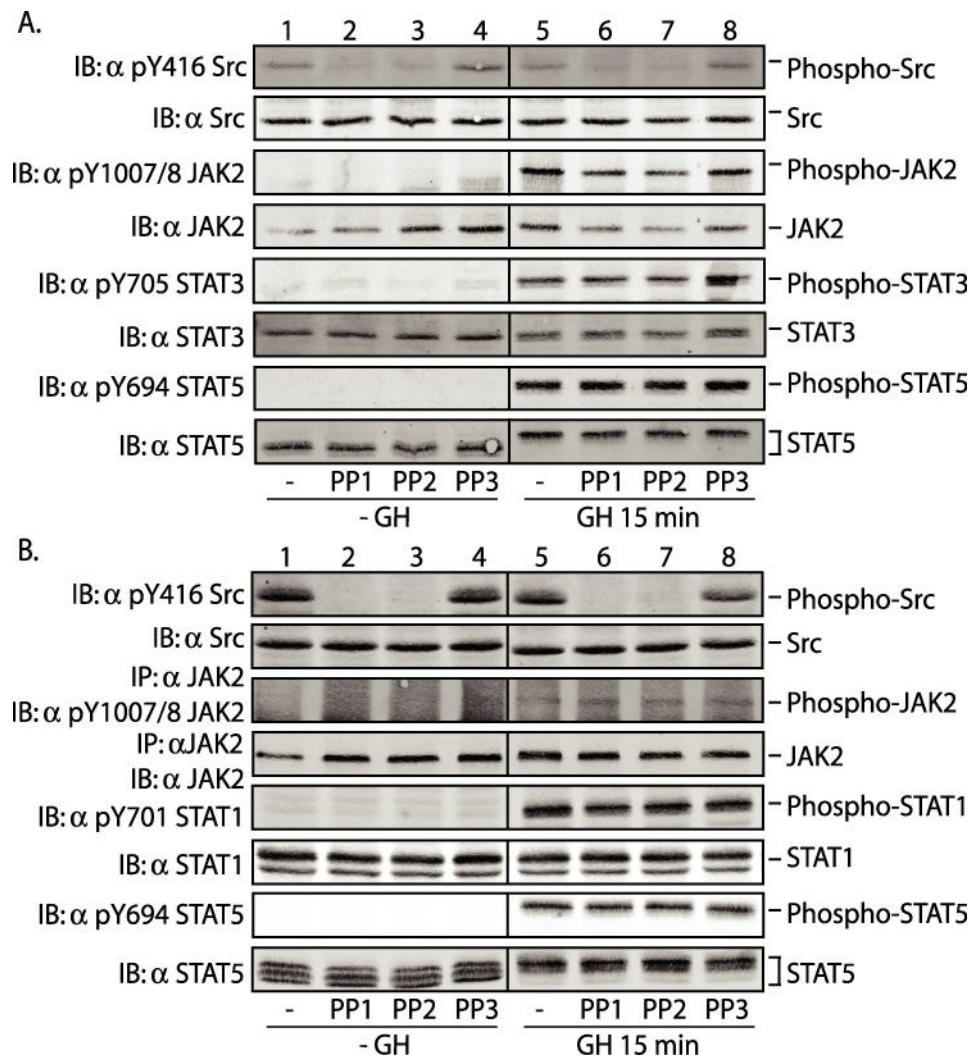 A.
1 2 3 4 5 6 7 8
IB: α pY416 Src Phospho-Src
IB: α Src Src
IB: α pY1007/8 JAK2 Phospho-JAK2
IB: α JAK2 JAK2
IB: α pY705 STAT3 Phospho-STAT3
IB: α STAT3 STAT3
IB: α pY694 STAT5 Phospho-STAT5
IB: α STAT5 STAT5
- PP1 PP2 PP3 - PP1 PP2 PP3
- GH GH 15 min
B.
1 2 3 4 5 6 7 8
IB: α pY416 Src Phospho-Src
IB: α Src Src
IP: α JAK2
IB: α pY1007/8 JAK2 Phospho-JAK2
IP: αJAK2
IB: α JAK2 JAK2
IB: α pY701 STAT1 Phospho-STAT1
IB: α STAT1 STAT1
IB: α pY694 STAT5 Phospho-STAT5
IB: α STAT5 STAT5
- PP1 PP2 PP3 - PP1 PP2 PP3
-GH GH 15 min